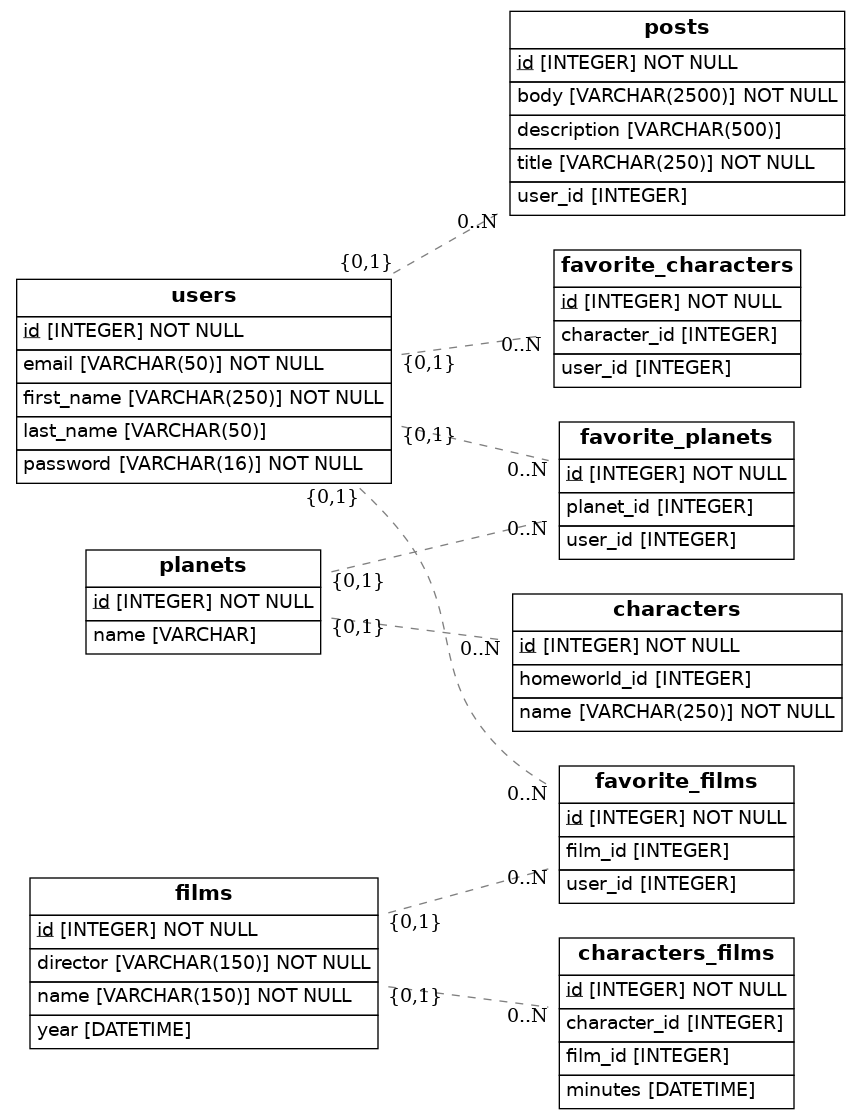 posts
id [INTEGER] NOT NULL
body [VARCHAR(2500)] NOT NULL
description [VARCHAR(500)]
title [VARCHAR(250)] NOT NULL
user_id [INTEGER]
0..N
{0,1}
users
id [INTEGER] NOT NULL
email [VARCHAR(50)] NOT NULL
first_name [VARCHAR(250)] NOT NULL
last_name [VARCHAR(50)]
password [VARCHAR(16)] NOT NULL
favorite_characters
id [INTEGER] NOT NULL
character_id [INTEGER]
user_id [INTEGER]
{0,1}
0..N
favorite_planets
id [INTEGER] NOT NULL
planet_id [INTEGER]
user_id [INTEGER]
{0,1}
0..N
{0,1}
0..N
planets
id [INTEGER] NOT NULL
name [VARCHAR]
{0,1}
{0,1}
0..N
characters
id [INTEGER] NOT NULL
homeworld_id [INTEGER]
name [VARCHAR(250)] NOT NULL
favorite_films
id [INTEGER] NOT NULL
film_id [INTEGER]
user_id [INTEGER]
0..N
0..N
films
id [INTEGER] NOT NULL
director [VARCHAR(150)] NOT NULL
name [VARCHAR(150)] NOT NULL
year [DATETIME]
{0,1}
{0,1}
0..N
characters_films
id [INTEGER] NOT NULL
character_id [INTEGER]
film_id [INTEGER]
minutes [DATETIME]